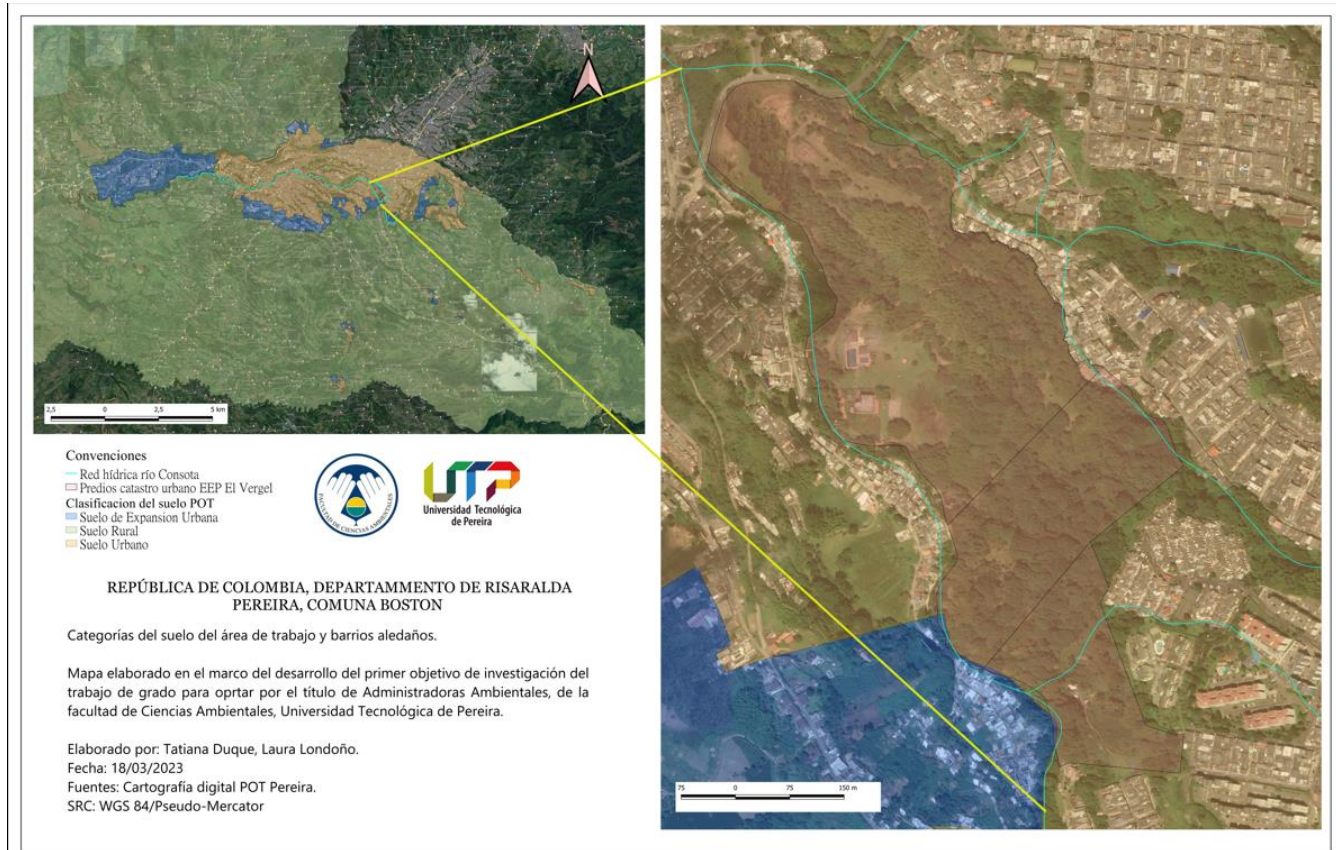 N
2,5 0 2,5 5 km
Convenciones
Red hídrica río Consota
Predios catastro urbano EEP El Vergel
Clasificacion del suelo POT
Suelo de Expansion Urbana
Suelo Rural
Suelo Urbano
FACULTAD DE CIENCIAS AMBIENTALES
UTP
Universidad Tecnológica
de Pereira
REPÚBLICA DE COLOMBIA, DEPARTAMMENTO DE RISARALDA
PEREIRA, COMUNA BOSTON
Categorías del suelo del área de trabajo y barrios aledaños.
Mapa elaborado en el marco del desarrollo del primer objetivo de investigación del
trabajo de grado para oprtar por el título de Administradoras Ambientales, de la
facultad de Ciencias Ambientales, Universidad Tecnológica de Pereira.
Elaborado por: Tatiana Duque, Laura Londoño.
Fecha: 18/03/2023
Fuentes: Cartografía digital POT Pereira.
SRC: WGS 84/Pseudo-Mercator
75 0 75 150 m